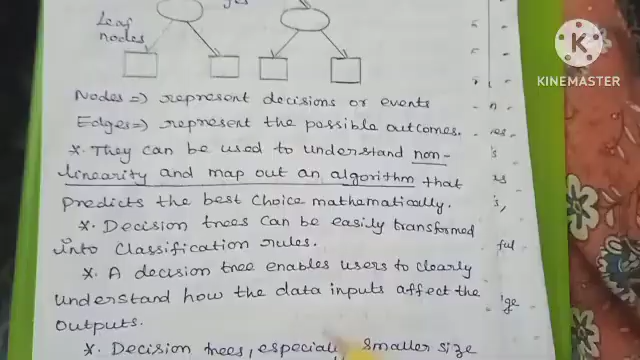 Leaf
nodes
Nodes => represent decisions or events
Edges => represent the possible outcomes.
*. They can be used to understand non-
linearity and map out an algorithm that
predicts the best choice mathematically.
*. Decision trees can be easily transformed
into classification rules.
*. A decision tree enables users to clearly
understand how the data inputs affect the
outputs.
*. Decision trees, especially smaller size
KINEMASTER